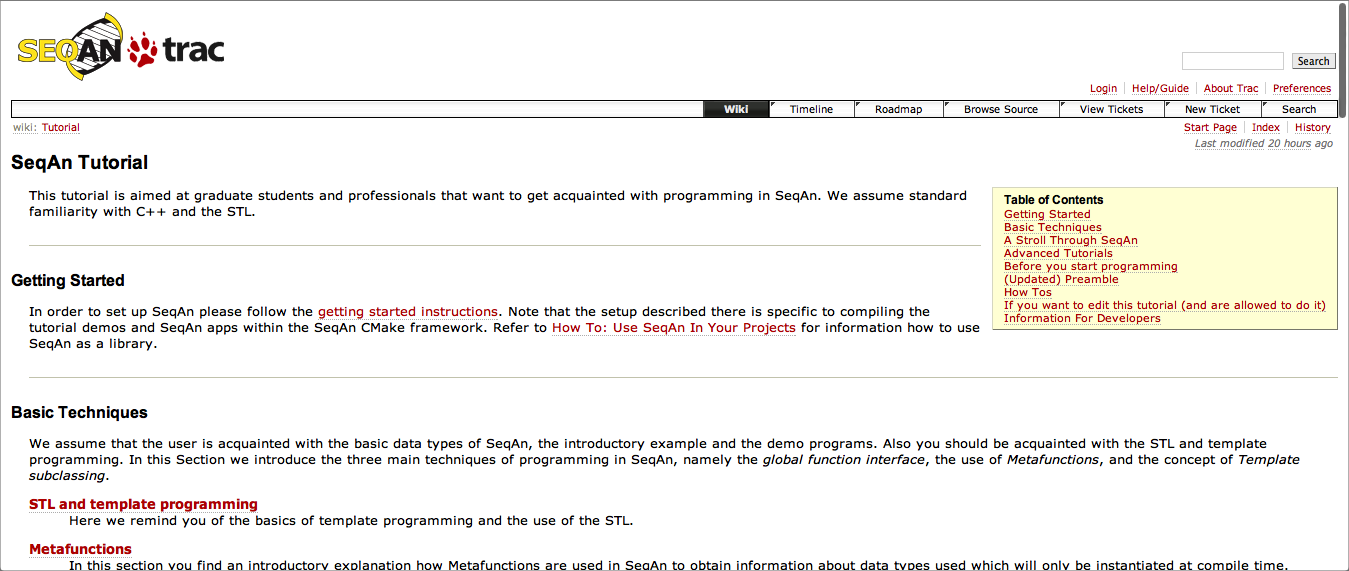 SEQAN trac
Search
Login Help/Guide About Trac Preferences
Wiki Timeline Roadmap Browse Source View Tickets New Ticket Search
wiki: Tutorial
Start Page Index History
Last modified 20 hours ago
SeqAn Tutorial
This tutorial is aimed at graduate students and professionals that want to get acquainted with programming in SeqAn. We assume standard
familiarity with C++ and the STL.
Table of Contents
Getting Started
Basic Techniques
A Stroll Through SeqAn
Advanced Tutorials
Before you start programming
(Updated) Preamble
How Tos
If you want to edit this tutorial (and are allowed to do it)
Information For Developers
Getting Started
In order to set up SeqAn please follow the getting started instructions. Note that the setup described there is specific to compiling the
tutorial demos and SeqAn apps within the SeqAn CMake framework. Refer to How To: Use SeqAn In Your Projects for information how to use
SeqAn as a library.
Basic Techniques
We assume that the user is acquainted with the basic data types of SeqAn, the introductory example and the demo programs. Also you should be acquainted with the STL and template
programming. In this Section we introduce the three main techniques of programming in SeqAn, namely the global function interface, the use of Metafunctions, and the concept of Template
subclassing.
STL and template programming
Here we remind you of the basics of template programming and the use of the STL.
Metafunctions
In this section you find an introductory explanation how Metafunctions are used in SeqAn to obtain information about data types used which will only be instantiated at compile time.